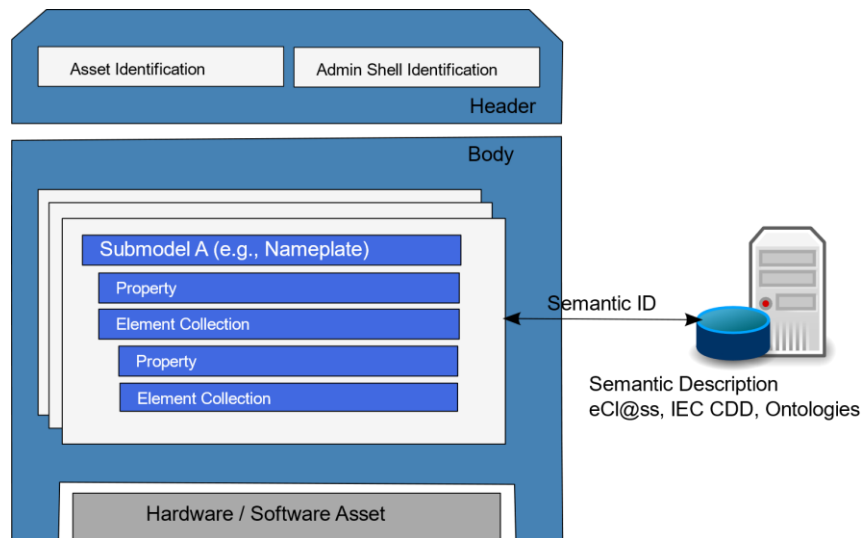 Asset Identification
Admin Shell Identification
Header
Body
Submodel A (e.g., Nameplate)
Property
Element Collection
Property
Element Collection
Semantic ID
Semantic Description
eCl@ss, IEC CDD, Ontologies
Hardware / Software Asset